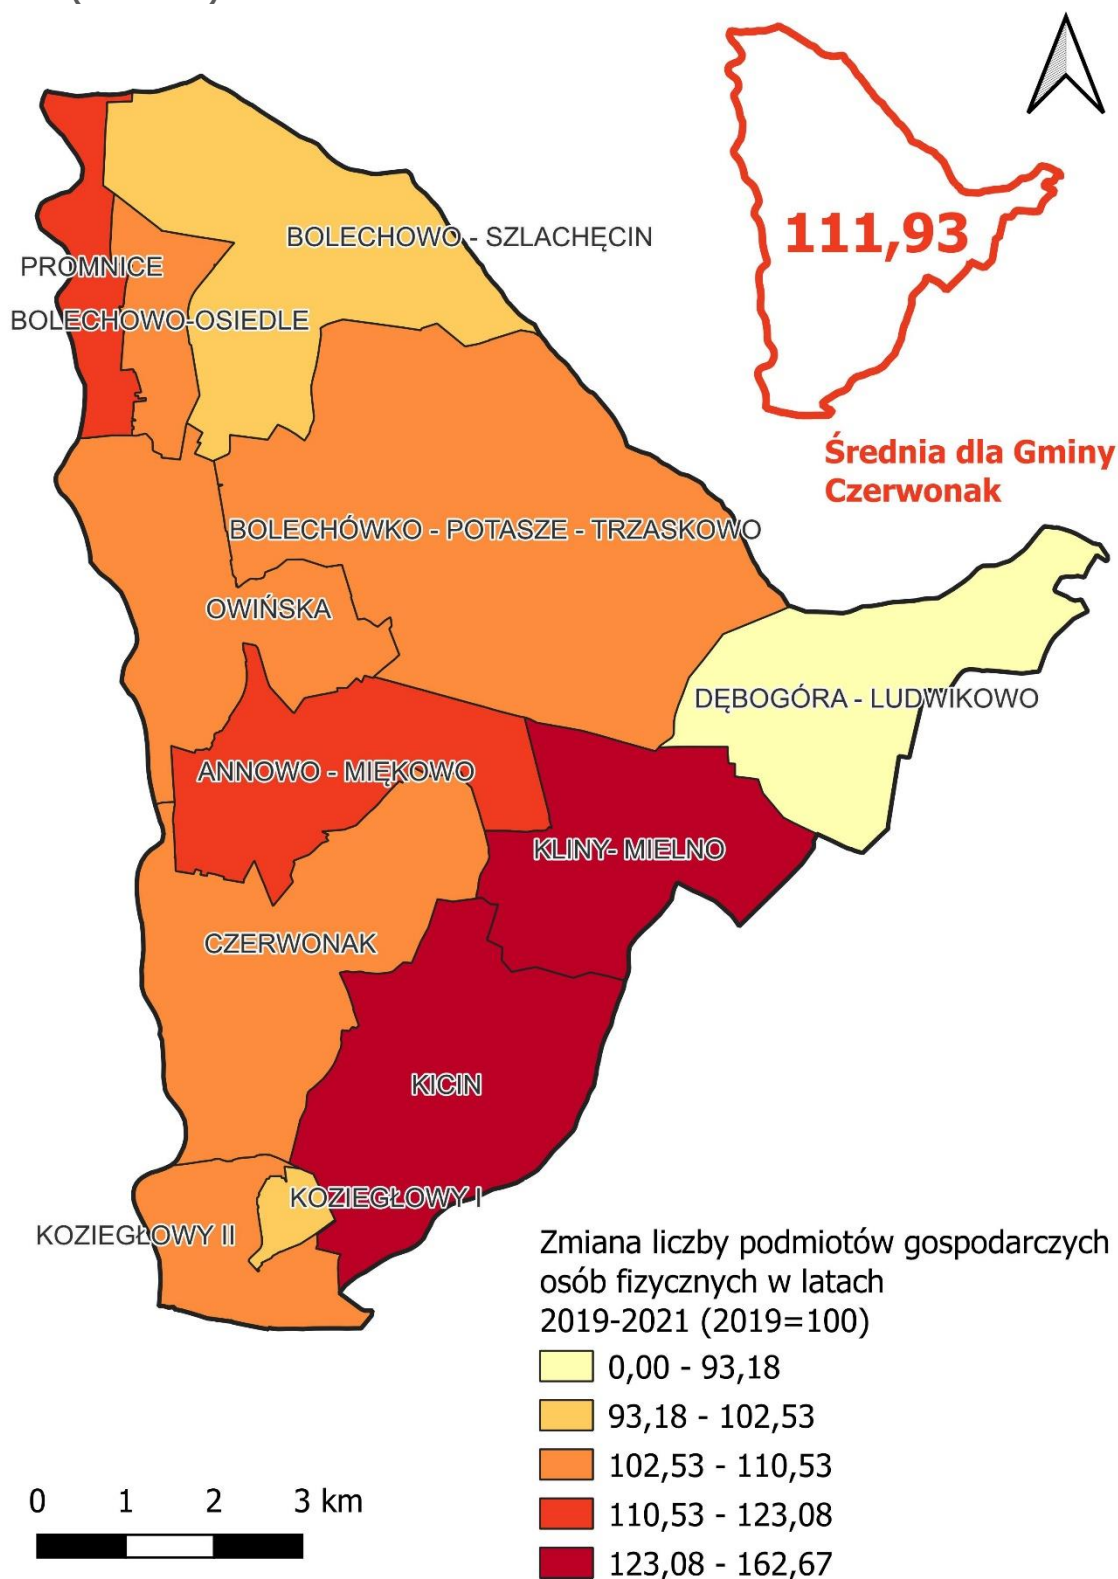 BOLECHOWO - SZLACHĘCIN
PROMNICE
BOLECHOWO-OSIEDLE
111,93
Średnia dla Gminy
Czerwonak
BOLECHÓWKO - POTASZE - TRZASKOWO
OWIŃSKA
DĘBOGÓRA - LUDWIKOWO
ANNOWO - MIĘKOWO
KLINY- MIELNO
CZERWONAK
KICIN
KOZIEGŁOWY I
KOZIEGŁOWY II
Zmiana liczby podmiotów gospodarczych
osób fizycznych w latach
2019-2021 (2019=100)
0,00 - 93,18
93,18 - 102,53
102,53 - 110,53
110,53 - 123,08
123,08 - 162,67
0 1 2 3 km